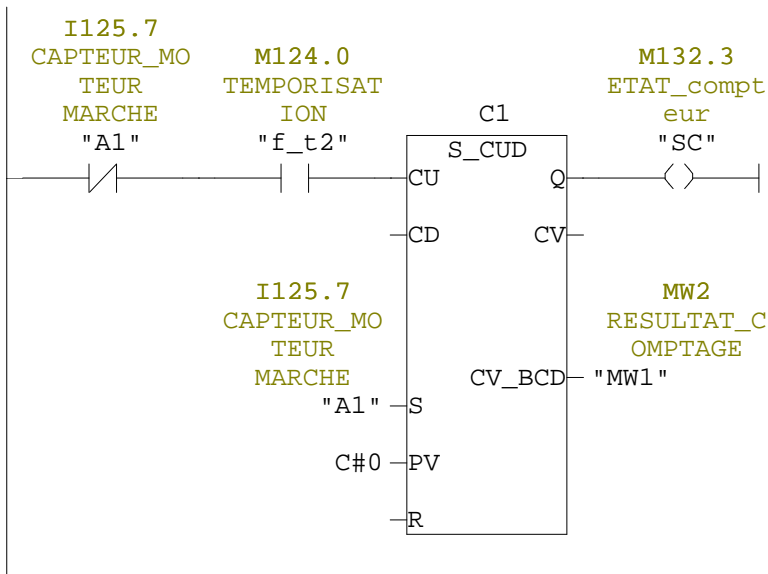 I125.7
CAPTEUR_MO
TEUR
MARCHE
"A1"
M124.0
TEMPORISAT
ION
"f_t2"
M132.3
ETAT_compt
eur
"SC"
C1
S_CUD
CU
Q
CD
CV
I125.7
CAPTEUR_MO
TEUR
MARCHE
"A1"
S
MW2
RESULTAT_C
OMPTAGE
CV_BCD
"MW1"
C#0
PV
R